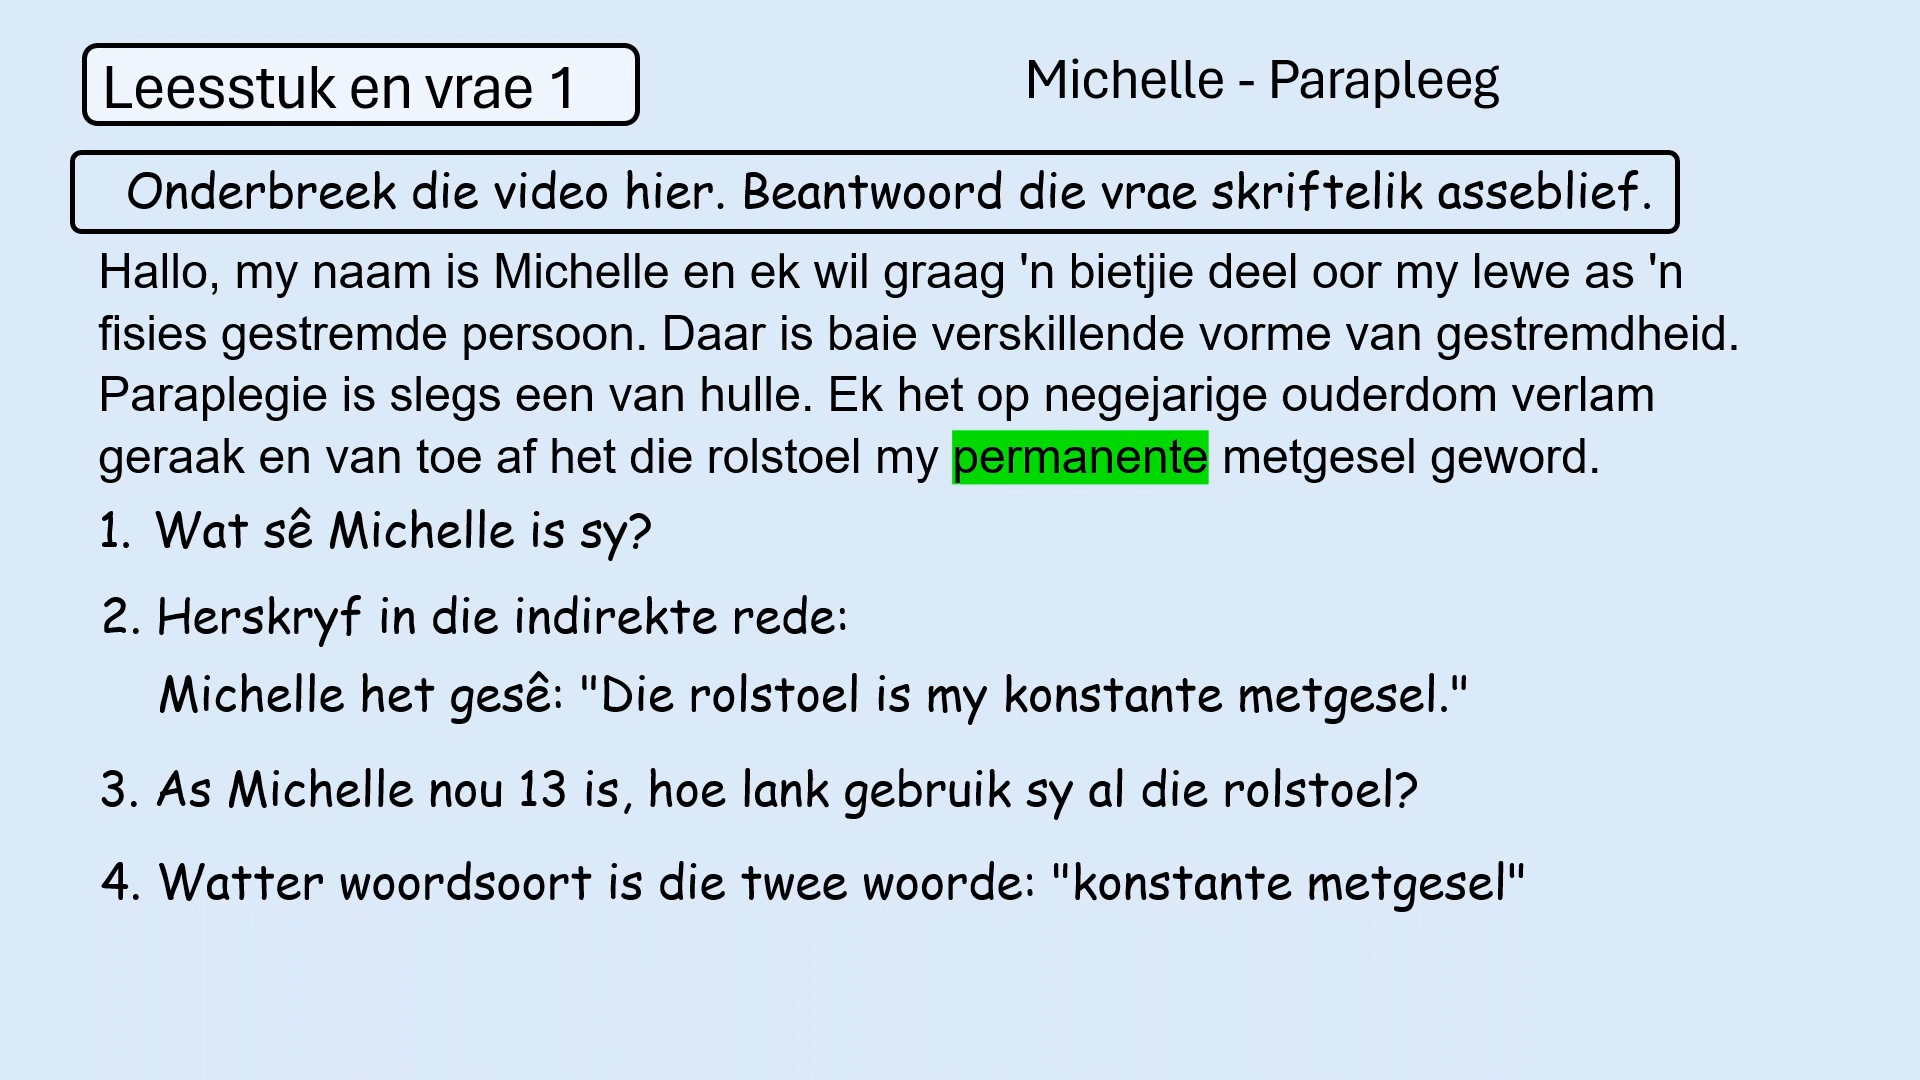 Leesstuk en vrae 1
Michelle - Parapleeg
Onderbreek die video hier. Beantwoord die vrae skriftelik asseblief.
Hallo, my naam is Michelle en ek wil graag 'n bietjie deel oor my lewe as 'n
fisies gestremde persoon. Daar is baie verskillende vorme van gestremdheid.
Paraplegie is slegs een van hulle. Ek het op negejarige ouderdom verlam
geraak en van toe af het die rolstoel my permanente metgesel geword.
1. Wat sê Michelle is sy?
2. Herskryf in die indirekte rede:
Michelle het gesê: "Die rolstoel is my konstante metgesel."
3. As Michelle nou 13 is, hoe lank gebruik sy al die rolstoel?
4. Watter woordsoort is die twee woorde: "konstante metgesel"